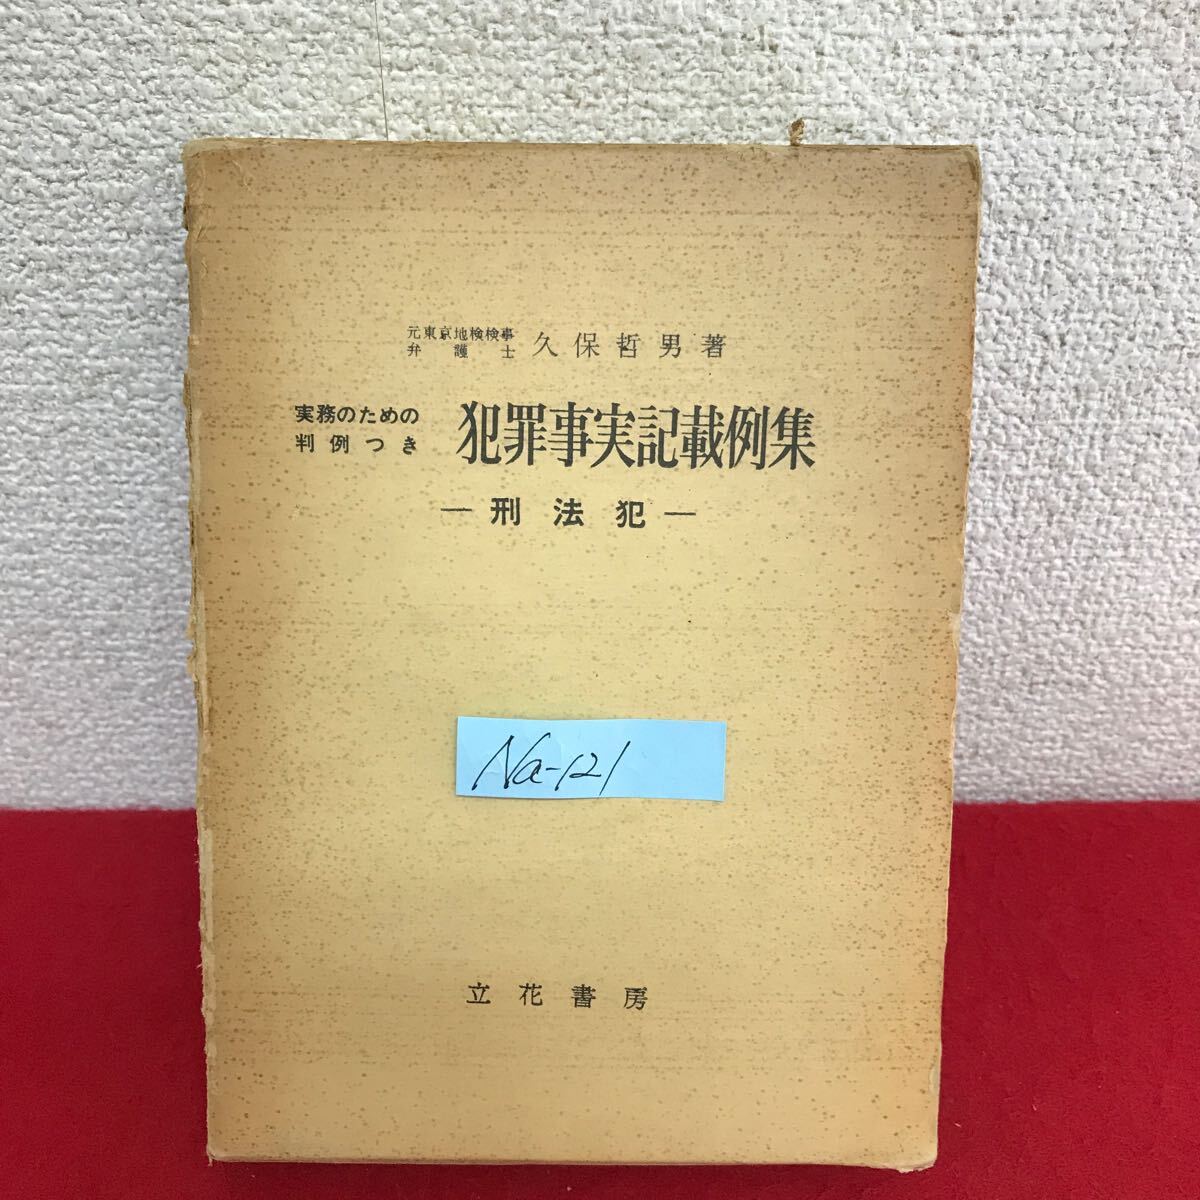 元東京地検検事
弁護士 久保哲男著
実務のための
判例つき 犯罪事実記載例集
―刑法犯―
Na-121
立花書房